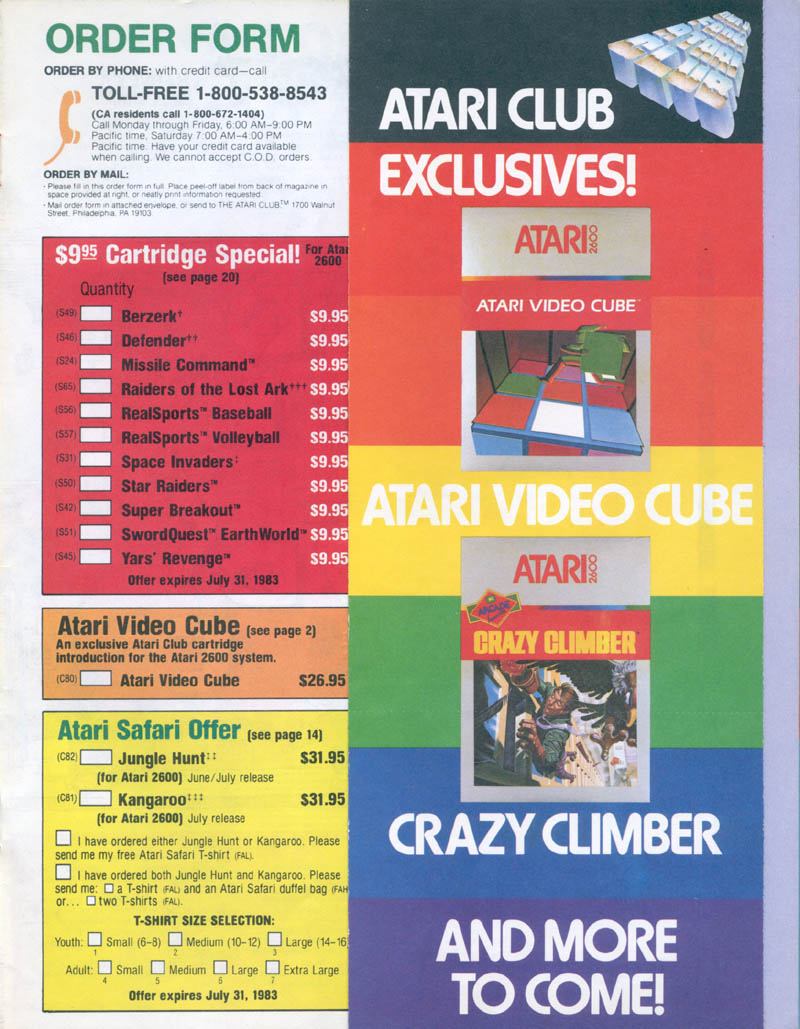 ORDER FORM
ORDER BY PHONE: with credit card—call
TOLL-FREE 1-800-538-8543
(CA residents call 1-800-672-1404)
Call Monday through Friday, 6:00 AM–9:00 PM
Pacific time, Saturday 7:00 AM–4:00 PM
Pacific time. Have your credit card available
when calling. We cannot accept C.O.D. orders.
ORDER BY MAIL:
• Please fill in this order form in full. Place peel-off label from back of magazine in
space provided at right, or neatly print information requested.
• Mail order form in attached envelope, or send to THE ATARI CLUB,™ 1700 Walnut
Street, Philadelphia, PA 19103.
$9.95 Cartridge Special! For Atari
2600
(see page 20)
Quantity
(S49) Berzerk† $9.95
(S46) Defender†† $9.95
(S24) Missile Command™ $9.95
(S65) Raiders of the Lost Ark††† $9.95
(S56) RealSports™ Baseball $9.95
(S57) RealSports™ Volleyball $9.95
(S31) Space Invaders‡ $9.95
(S50) Star Raiders™ $9.95
(S42) Super Breakout™ $9.95
(S51) SwordQuest™ EarthWorld™ $9.95
(S45) Yars' Revenge™ $9.95
Offer expires July 31, 1983
Atari Video Cube (see page 2)
An exclusive Atari Club cartridge
introduction for the Atari 2600 system.
(C80) Atari Video Cube $26.95
Atari Safari Offer (see page 14)
(C82) Jungle Hunt‡‡ $31.95
(for Atari 2600) June/July release
(C81) Kangaroo‡‡‡ $31.95
(for Atari 2600) July release
I have ordered either Jungle Hunt or Kangaroo. Please
send me my free Atari Safari T-shirt (FAL).
I have ordered both Jungle Hunt and Kangaroo. Please
send me: a T-shirt (FAL) and an Atari Safari duffel bag (FAH
or... two T-shirts (FAL).
T-SHIRT SIZE SELECTION:
Youth: Small (6–8) Medium (10–12) Large (14–16
1 2 3
Adult: Small Medium Large Extra Large
4 5 6 7
Offer expires July 31, 1983
ATARI
ATARI CLUB
EXCLUSIVES!
ATARI 2600
ATARI VIDEO CUBE™
ATARI VIDEO CUBE
ATARI 2600
ARCADE
CRAZY CLIMBER™
CRAZY CLIMBER
AND MORE
TO COME!